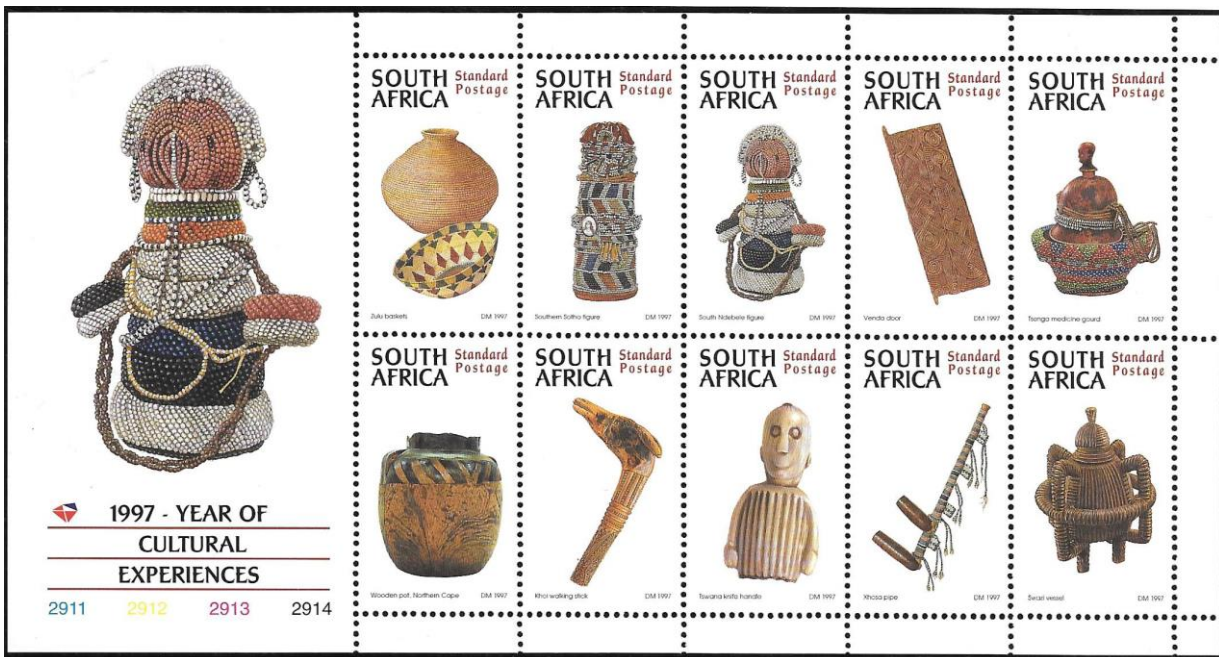 1997 - YEAR OF
CULTURAL
EXPERIENCES
2911 2912 2913 2914
SOUTH AFRICA Standard Postage
Zulu baskets DM 1997
SOUTH AFRICA Standard Postage
Southern Sotho figure DM 1997
SOUTH AFRICA Standard Postage
South Ndebele figure DM 1997
SOUTH AFRICA Standard Postage
Venda door DM 1997
SOUTH AFRICA Standard Postage
Tsonga medicine gourd DM 1997
SOUTH AFRICA Standard Postage
Wooden pot, Northern Cape DM 1997
SOUTH AFRICA Standard Postage
Khoi walking stick DM 1997
SOUTH AFRICA Standard Postage
Tswana knife handle DM 1997
SOUTH AFRICA Standard Postage
Xhosa pipe DM 1997
SOUTH AFRICA Standard Postage
Swazi vessel DM 1997